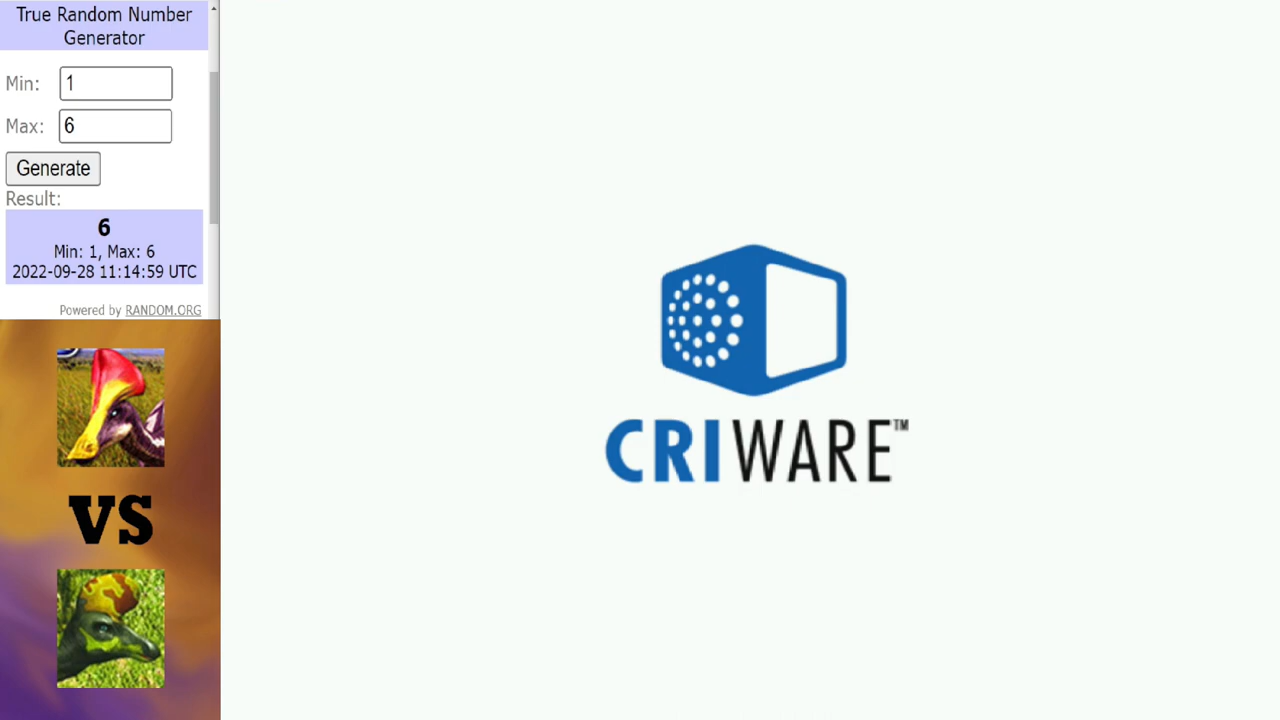 True Random Number
Generator
Min: 1
Max: 6
Generate
Result:
6
Min: 1, Max: 6
2022-09-28 11:14:59 UTC
Powered by RANDOM.ORG
VS
CRIWARE™